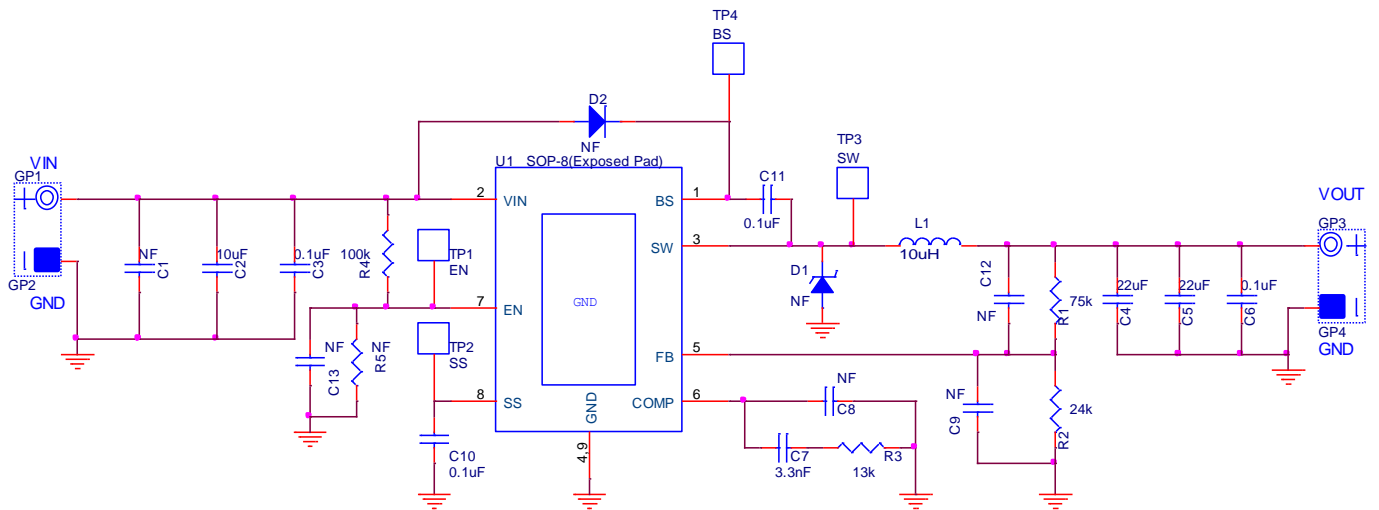 TP4
BS
D2
NF
U1 SOP-8(Exposed Pad)
TP3
SW
VIN
GP1
GP2
GND
NF
C1
10uF
C2
0.1uF
C3
100k
R4
TP1
EN
TP2
SS
NF
C13
NF
R5
C10
0.1uF
2
VIN
7
EN
8
SS
GND
GND
4,9
BS
1
SW
3
FB
5
COMP
6
C11
0.1uF
D1
NF
L1
10uH
C12
NF
75k
R1
22uF
C4
22uF
C5
0.1uF
C6
VOUT
GP3
GP4
GND
NF
C8
C7
3.3nF
R3
13k
NF
C9
24k
R2